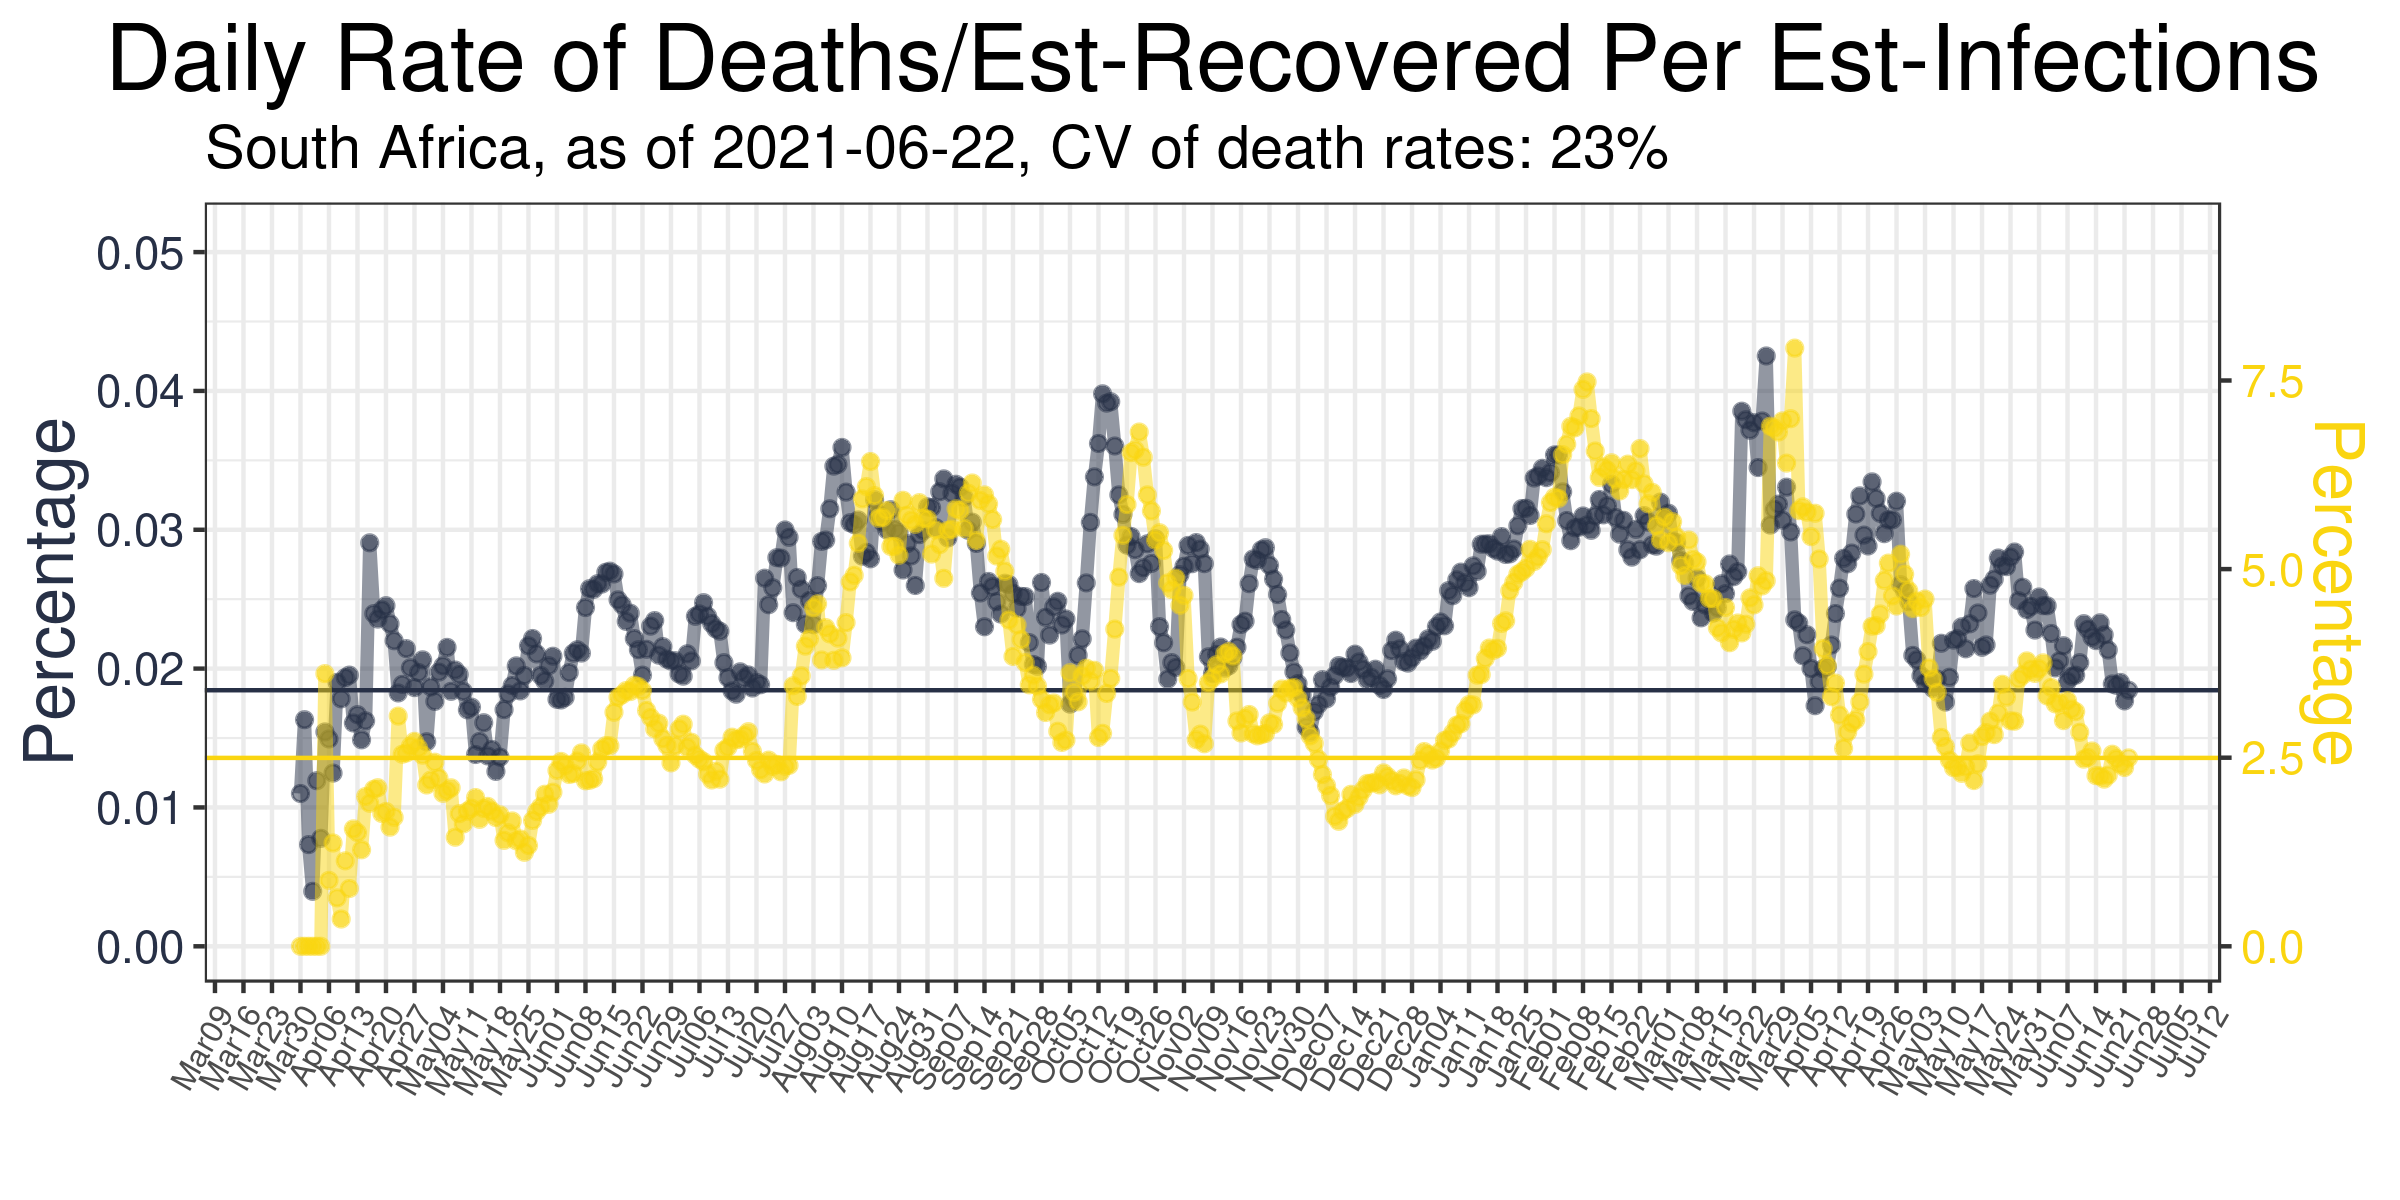 Daily Rate of Deaths/Est-Recovered Per Est-Infections
South Africa, as of 2021-06-22, CV of death rates: 23%
Percentage
0.05
0.04
0.03
0.02
0.01
0.00
7.5
5.0
2.5
0.0
Percentage
Mar09
Mar16
Mar23
Mar30
Apr06
Apr13
Apr20
Apr27
May04
May11
May18
May25
Jun01
Jun08
Jun15
Jun22
Jun29
Jul06
Jul13
Jul20
Jul27
Aug03
Aug10
Aug17
Aug24
Aug31
Sep07
Sep14
Sep21
Sep28
Oct05
Oct12
Oct19
Oct26
Nov02
Nov09
Nov16
Nov23
Nov30
Dec07
Dec14
Dec21
Dec28
Jan04
Jan11
Jan18
Jan25
Feb01
Feb08
Feb15
Feb22
Mar01
Mar08
Mar15
Mar22
Mar29
Apr05
Apr12
Apr19
Apr26
May03
May10
May17
May24
May31
Jun07
Jun14
Jun21
Jun28
Jul05
Jul12